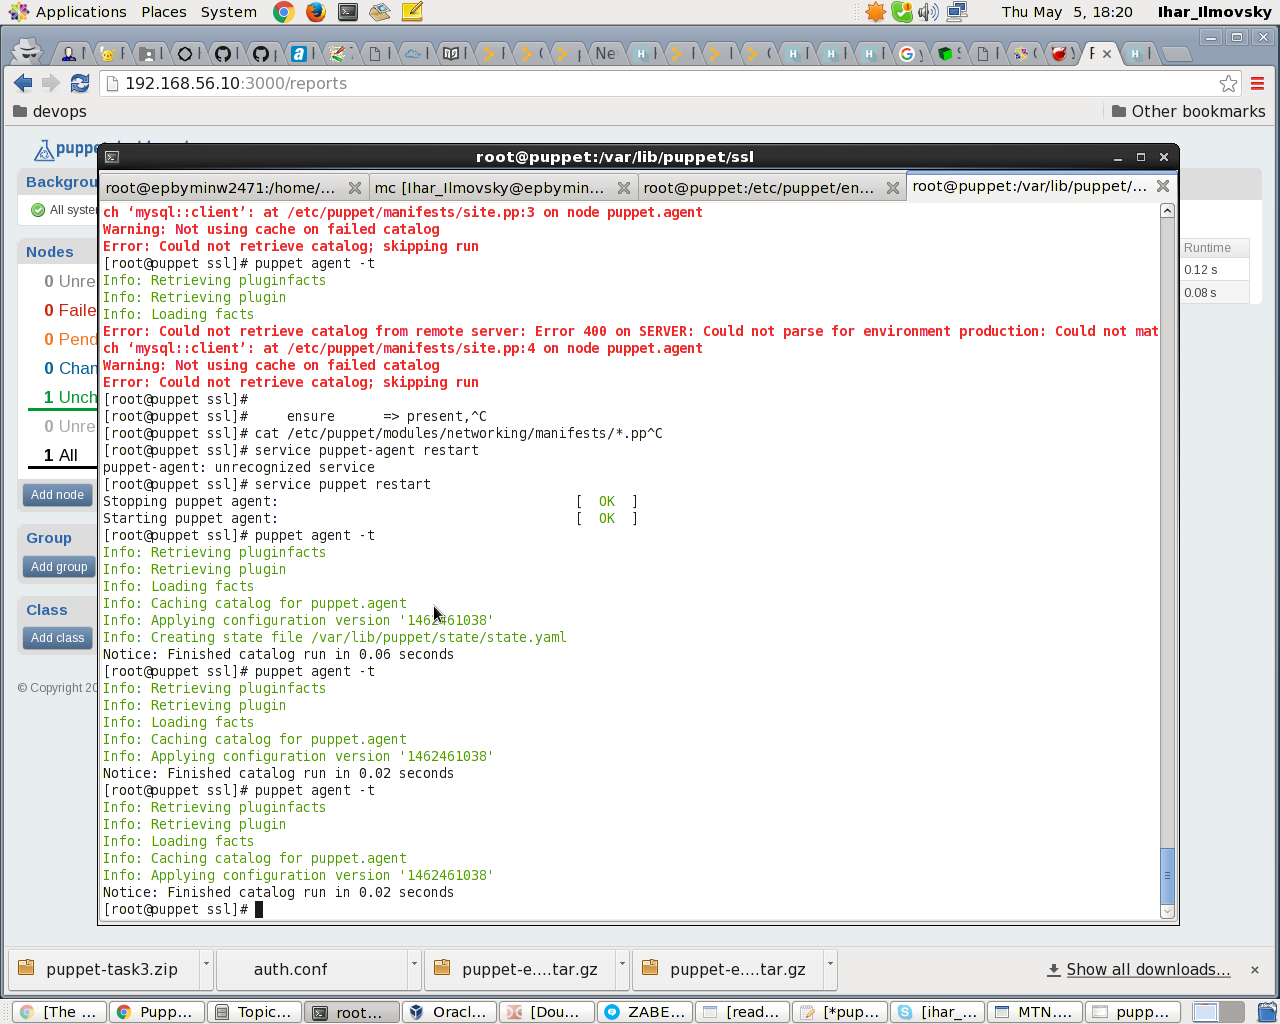 Applications Places System
Thu May 5, 18:20 Ihar_Ilmovsky
192.168.56.10:3000/reports
devops
Other bookmarks
root@puppet:/var/lib/puppet/ssl
root@epbyminw2471:/home/...
mc [Ihar_Ilmovsky@epbymin...
root@puppet:/etc/puppet/en...
root@puppet:/var/lib/puppet/...
ch ‘mysql::client’: at /etc/puppet/manifests/site.pp:3 on node puppet.agent
Warning: Not using cache on failed catalog
Error: Could not retrieve catalog; skipping run
[root@puppet ssl]# puppet agent -t
Info: Retrieving pluginfacts
Info: Retrieving plugin
Info: Loading facts
Error: Could not retrieve catalog from remote server: Error 400 on SERVER: Could not parse for environment production: Could not mat
ch ‘mysql::client’: at /etc/puppet/manifests/site.pp:4 on node puppet.agent
Warning: Not using cache on failed catalog
Error: Could not retrieve catalog; skipping run
[root@puppet ssl]#
[root@puppet ssl]#     ensure      => present,^C
[root@puppet ssl]# cat /etc/puppet/modules/networking/manifests/*.pp^C
[root@puppet ssl]# service puppet-agent restart
puppet-agent: unrecognized service
[root@puppet ssl]# service puppet restart
Stopping puppet agent: [ OK ]
Starting puppet agent: [ OK ]
[root@puppet ssl]# puppet agent -t
Info: Retrieving pluginfacts
Info: Retrieving plugin
Info: Loading facts
Info: Caching catalog for puppet.agent
Info: Applying configuration version '1462461038'
Info: Creating state file /var/lib/puppet/state/state.yaml
Notice: Finished catalog run in 0.06 seconds
[root@puppet ssl]# puppet agent -t
Info: Retrieving pluginfacts
Info: Retrieving plugin
Info: Loading facts
Info: Caching catalog for puppet.agent
Info: Applying configuration version '1462461038'
Notice: Finished catalog run in 0.02 seconds
[root@puppet ssl]# puppet agent -t
Info: Retrieving pluginfacts
Info: Retrieving plugin
Info: Loading facts
Info: Caching catalog for puppet.agent
Info: Applying configuration version '1462461038'
Notice: Finished catalog run in 0.02 seconds
[root@puppet ssl]#
Backgrou
All syste
Nodes
0 Unre
0 Faile
0 Pend
0 Chan
1 Unch
0 Unre
1 All
Add node
Group
Add group
Class
Add class
© Copyright 20
Runtime
0.12 s
0.08 s
puppet-task3.zip
auth.conf
puppet-e....tar.gz
puppet-e....tar.gz
Show all downloads...
[The ...
Pupp...
Topic...
root...
Oracl...
[Dou...
ZABE...
[read...
[*pup...
[ihar_...
MTN....
pupp...